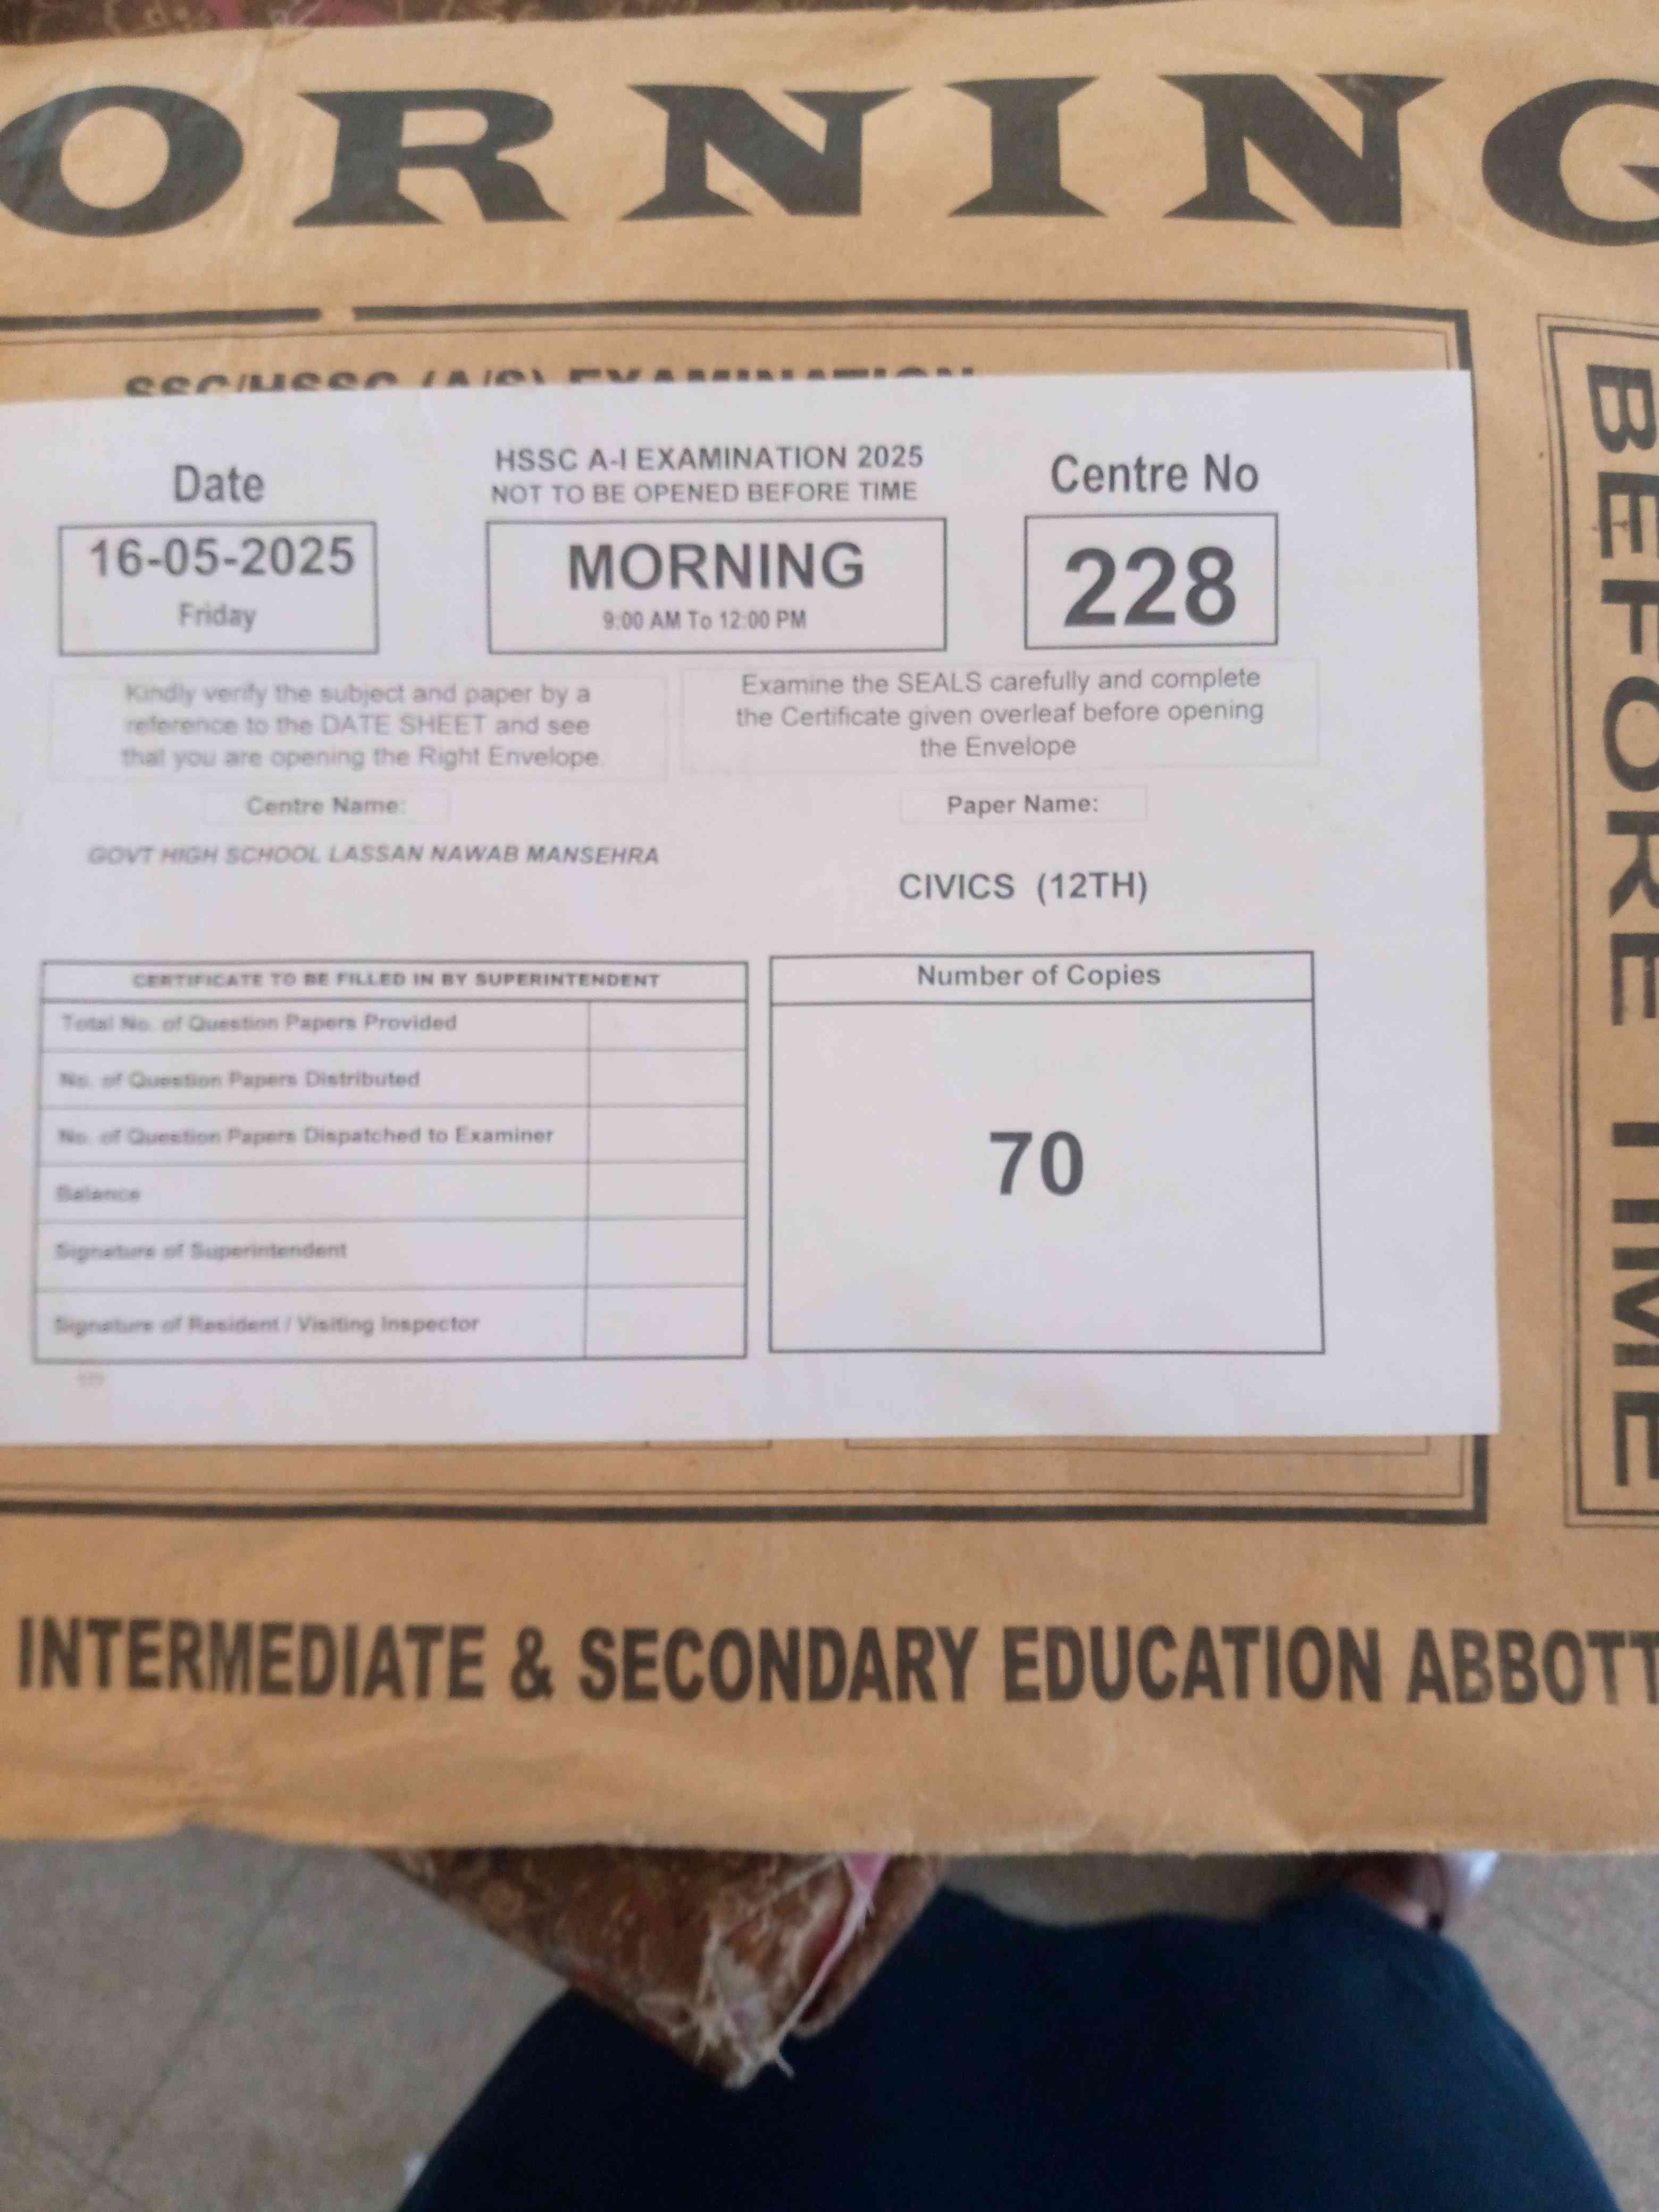 ORNING
SSC/HSSC (A/S) EXAMINATION
BEFORE TIME
Date
HSSC A-I EXAMINATION 2025
NOT TO BE OPENED BEFORE TIME
Centre No
16-05-2025
Friday
MORNING
9:00 AM To 12:00 PM
228
Kindly verify the subject and paper by a
reference to the DATE SHEET and see
that you are opening the Right Envelope.
Examine the SEALS carefully and complete
the Certificate given overleaf before opening
the Envelope
Centre Name:
Paper Name:
GOVT HIGH SCHOOL LASSAN NAWAB MANSEHRA
CIVICS (12TH)
CERTIFICATE TO BE FILLED IN BY SUPERINTENDENT
Total No. of Question Papers Provided
No. of Question Papers Distributed
No. of Question Papers Dispatched to Examiner
Balance
Signature of Superintendent
Signature of Resident / Visiting Inspector
Number of Copies
70
INTERMEDIATE & SECONDARY EDUCATION ABBOTT